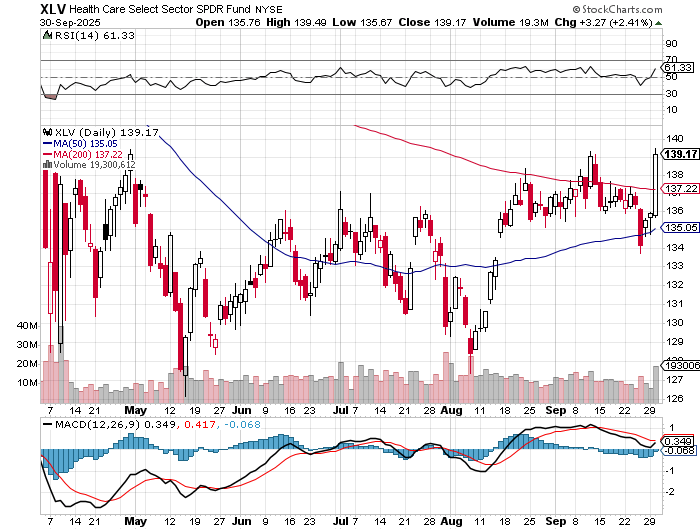 XLV Health Care Select Sector SPDR Fund NYSE © StockCharts.com
30-Sep-2025 Open 135.76 High 139.49 Low 135.67 Close 139.17 Volume 19.3M Chg +3.27 (+2.41%)
RSI(14) 61.33
90
70
61.33
50
30
10
XLV (Daily) 139.17
MA(50) 135.05
MA(200) 137.22
Volume 19,300,612
140
139.17
138
137.22
136
135.05
134
133
132
131
130
129
128
127
126
40M
30M
20M
10M
193006
7 14 21 May 12 19 27 Jun 9 16 23 Jul 7 14 21 28 Aug 11 18 25 Sep 8 15 22 29
MACD(12,26,9) 0.349, 0.417, -0.068
1
0.349
-0.068
-1
-2
7 14 21 May 12 19 27 Jun 9 16 23 Jul 7 14 21 28 Aug 11 18 25 Sep 8 15 22 29